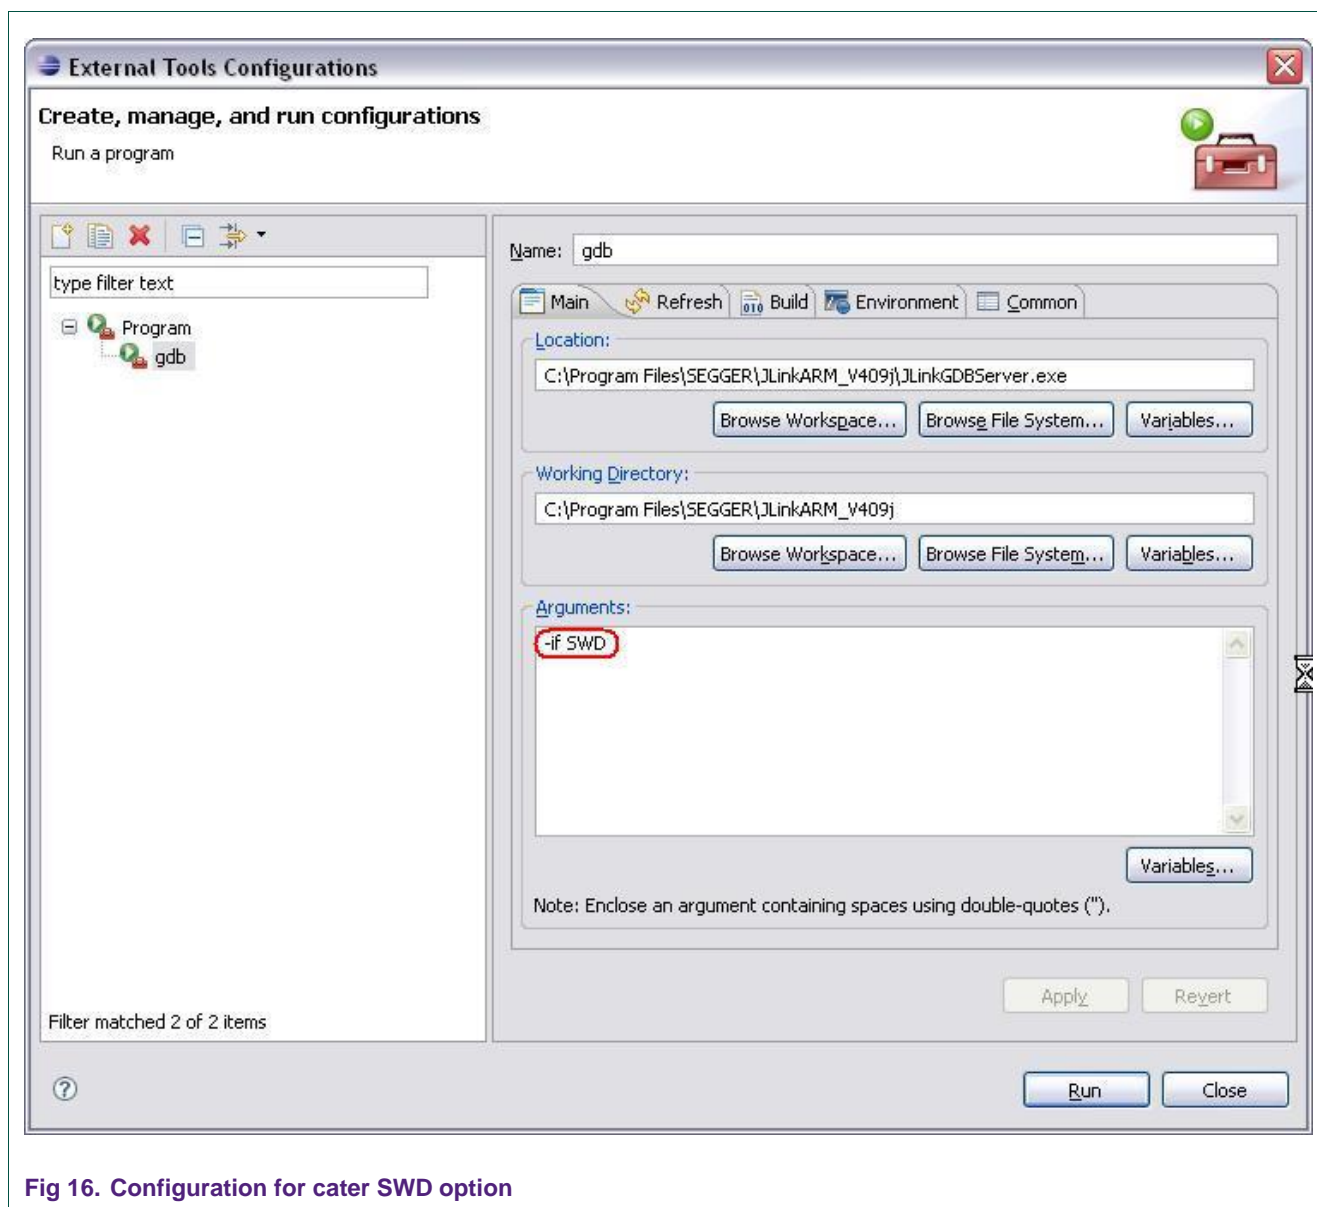 External Tools Configurations
Create, manage, and run configurations
Run a program
type filter text
Program
gdb
Filter matched 2 of 2 items
Name: gdb
Main Refresh Build Environment Common
Location:
C:\Program Files\SEGGER\JLinkARM_V409j\JLinkGDBServer.exe
Browse Workspace... Browse File System... Variables...
Working Directory:
C:\Program Files\SEGGER\JLinkARM_V409j
Browse Workspace... Browse File System... Variables...
Arguments:
-if SWD
Variables...
Note: Enclose an argument containing spaces using double-quotes (").
Apply Revert
Run Close
Fig 16. Configuration for cater SWD option